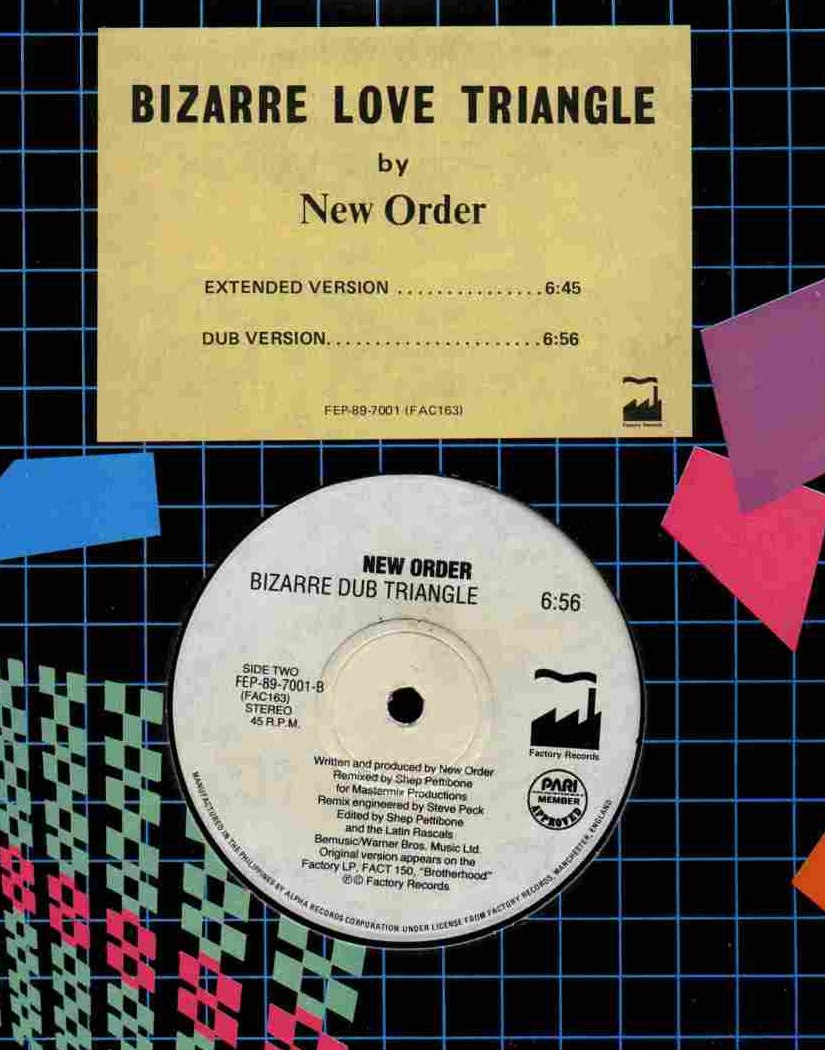 BIZARRE LOVE TRIANGLE
by
New Order
EXTENDED VERSION ...............6:45
DUB VERSION......................6:56
FEP-89-7001 (FAC163)
Factory Records
NEW ORDER
BIZARRE DUB TRIANGLE 6:56
SIDE TWO
FEP-89-7001-B
(FAC163)
STEREO
45 R.P.M.
Factory Records
PARI
MEMBER
APPROVED
Written and produced by New Order
Remixed by Shep Pettibone
for Mastermix Productions
Remix engineered by Steve Peck
Edited by Shep Pettibone
and the Latin Rascals
Bemusic/Warner Bros. Music Ltd.
Original version appears on the
Factory LP, FACT 150, "Brotherhood"
℗© Factory Records
MANUFACTURED IN THE PHILIPPINES BY ALPHA RECORDS CORPORATION UNDER LICENSE FROM FACTORY RECORDS, MANCHESTER, ENGLAND